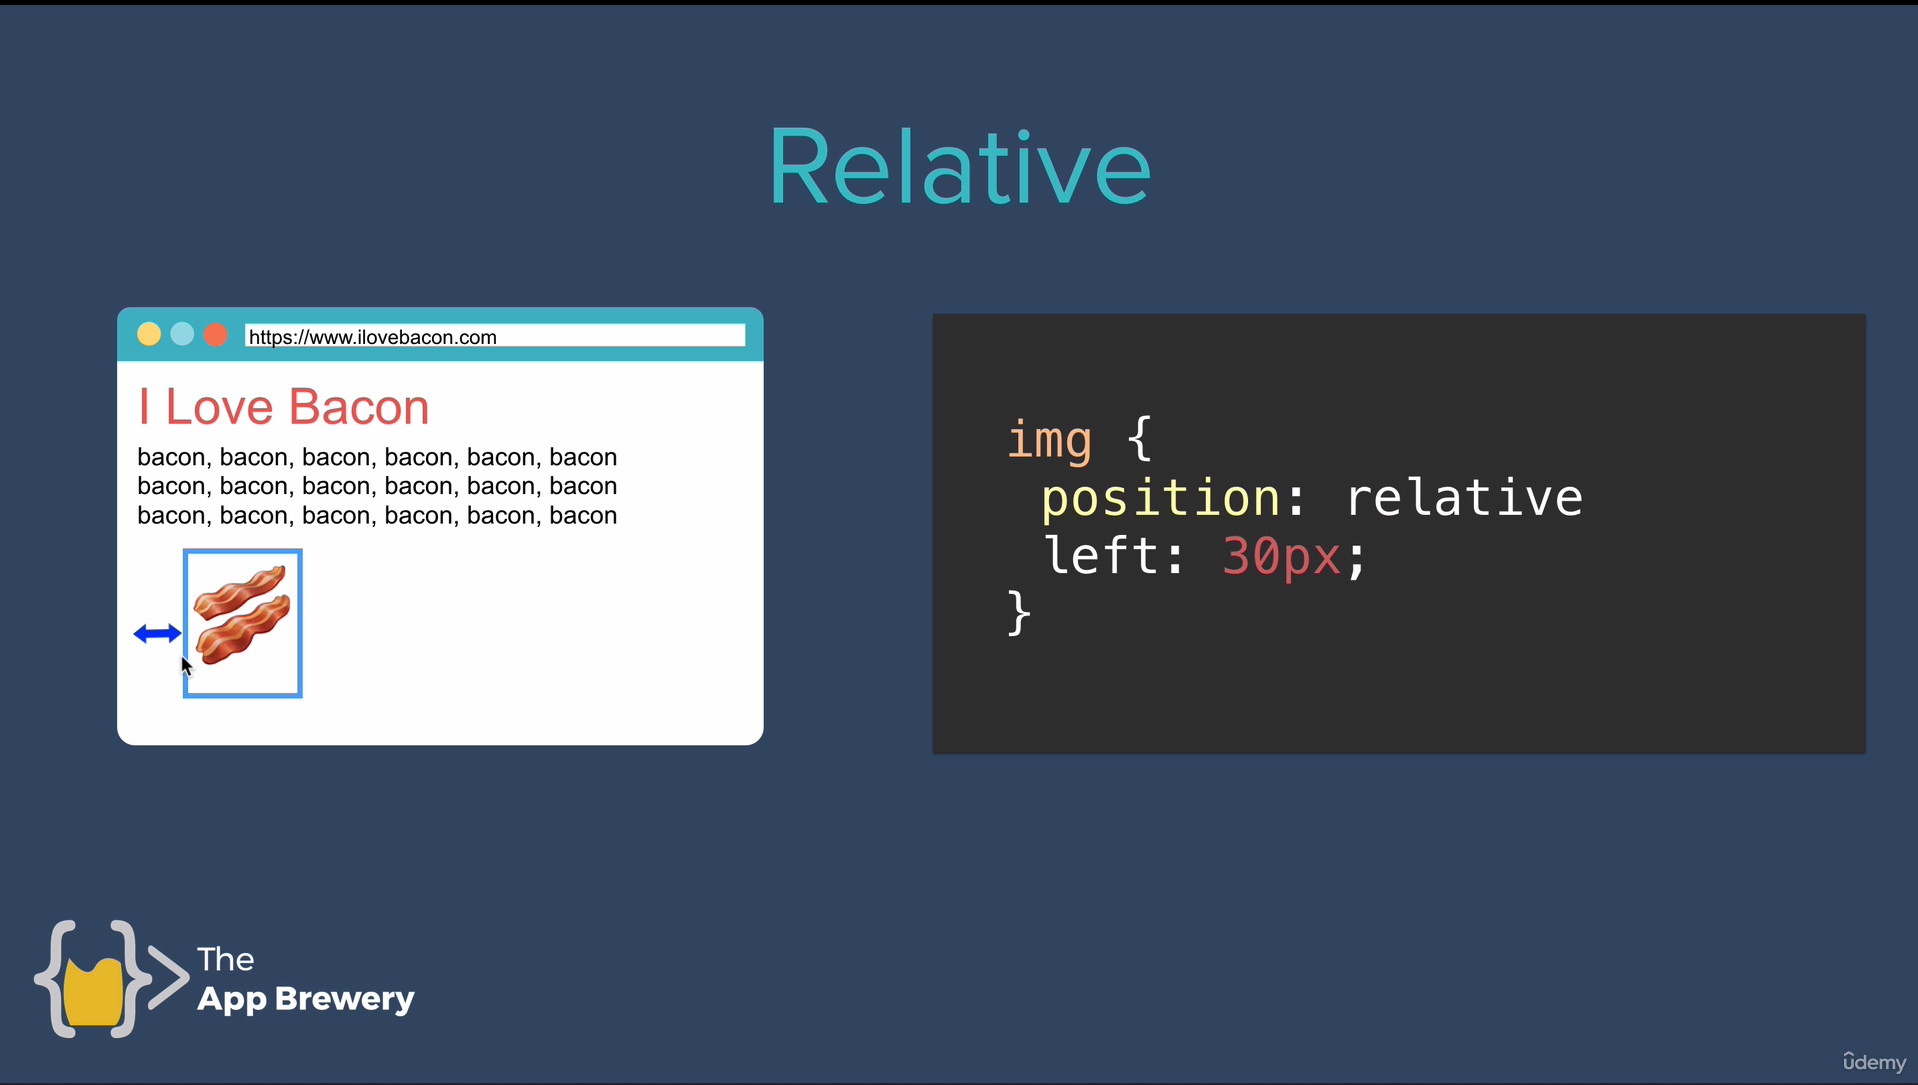 Relative
https://www.ilovebacon.com
I Love Bacon
bacon, bacon, bacon, bacon, bacon, bacon
bacon, bacon, bacon, bacon, bacon, bacon
bacon, bacon, bacon, bacon, bacon, bacon
img {
position: relative
left: 30px;
}
The
App Brewery
ûdemy